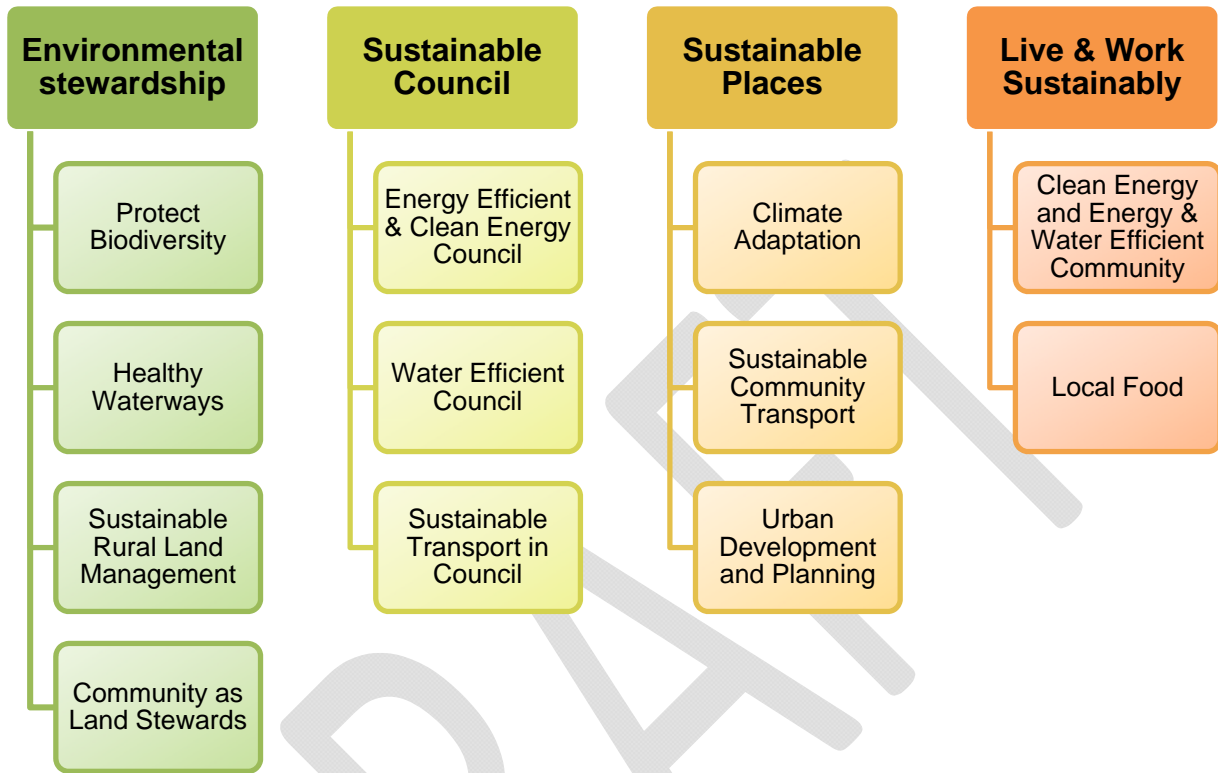 Environmental
stewardship
Protect
Biodiversity
Healthy
Waterways
Sustainable
Rural Land
Management
Community as
Land Stewards
Sustainable
Council
Energy Efficient
& Clean Energy
Council
Water Efficient
Council
Sustainable
Transport in
Council
Sustainable
Places
Climate
Adaptation
Sustainable
Community
Transport
Urban
Development
and Planning
Live & Work
Sustainably
Clean Energy
and Energy &
Water Efficient
Community
Local Food
DRAFT